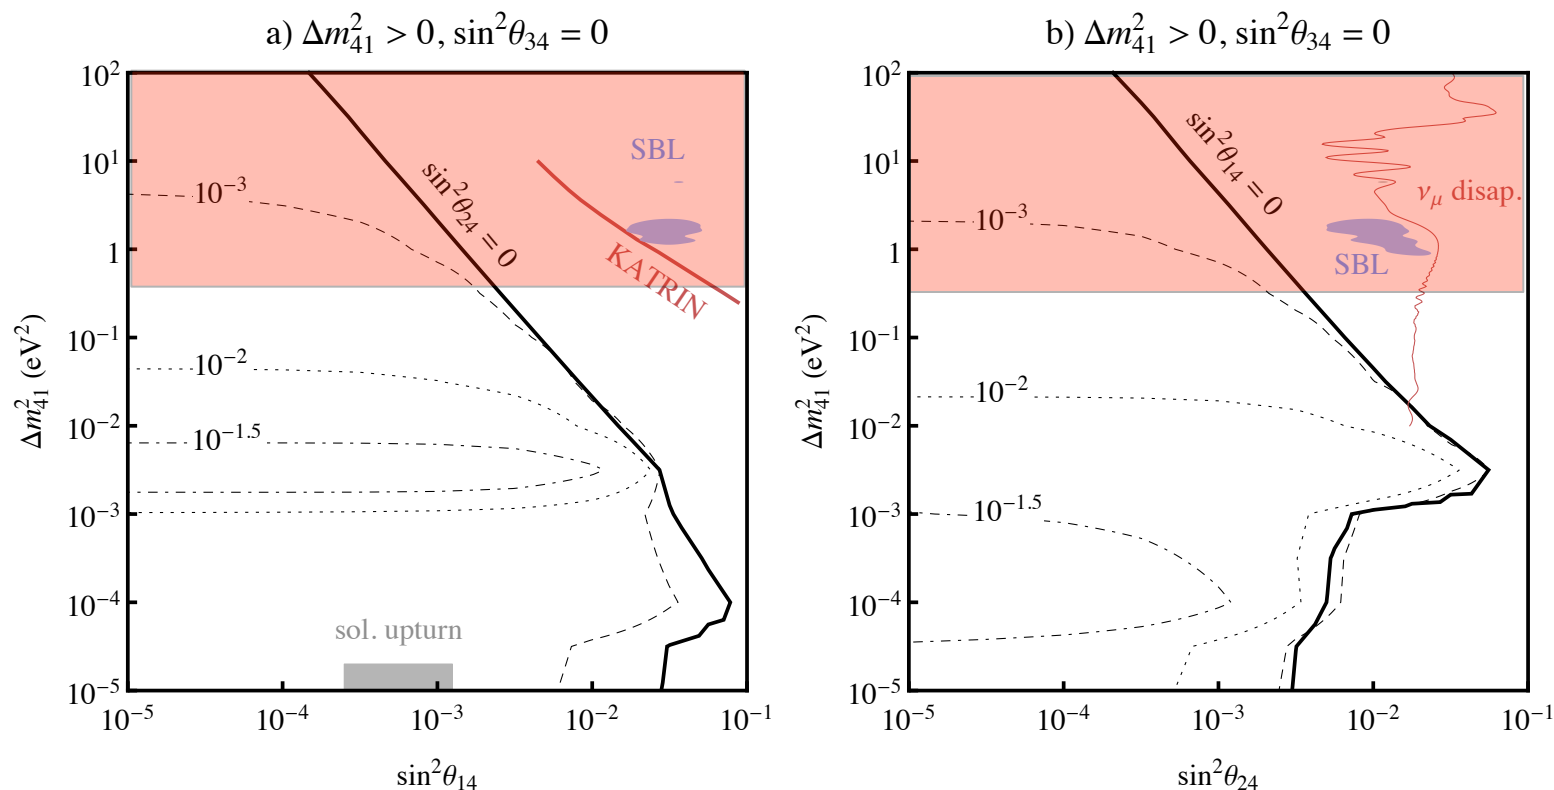 a) Δm²₄₁ > 0, sin²θ₃₄ = 0
10²
10¹
1
10⁻¹
10⁻²
10⁻³
10⁻⁴
10⁻⁵
Δm²₄₁ (eV²)
10⁻³
10⁻²
10⁻¹·⁵
sin²θ₂₄ = 0
SBL
KATRIN
sol. upturn
10⁻⁵
10⁻⁴
10⁻³
10⁻²
10⁻¹
sin²θ₁₄
b) Δm²₄₁ > 0, sin²θ₃₄ = 0
10²
10¹
1
10⁻¹
10⁻²
10⁻³
10⁻⁴
10⁻⁵
Δm²₄₁ (eV²)
10⁻³
10⁻²
10⁻¹·⁵
sin²θ₁₄ = 0
ν_μ disap.
SBL
10⁻⁵
10⁻⁴
10⁻³
10⁻²
10⁻¹
sin²θ₂₄